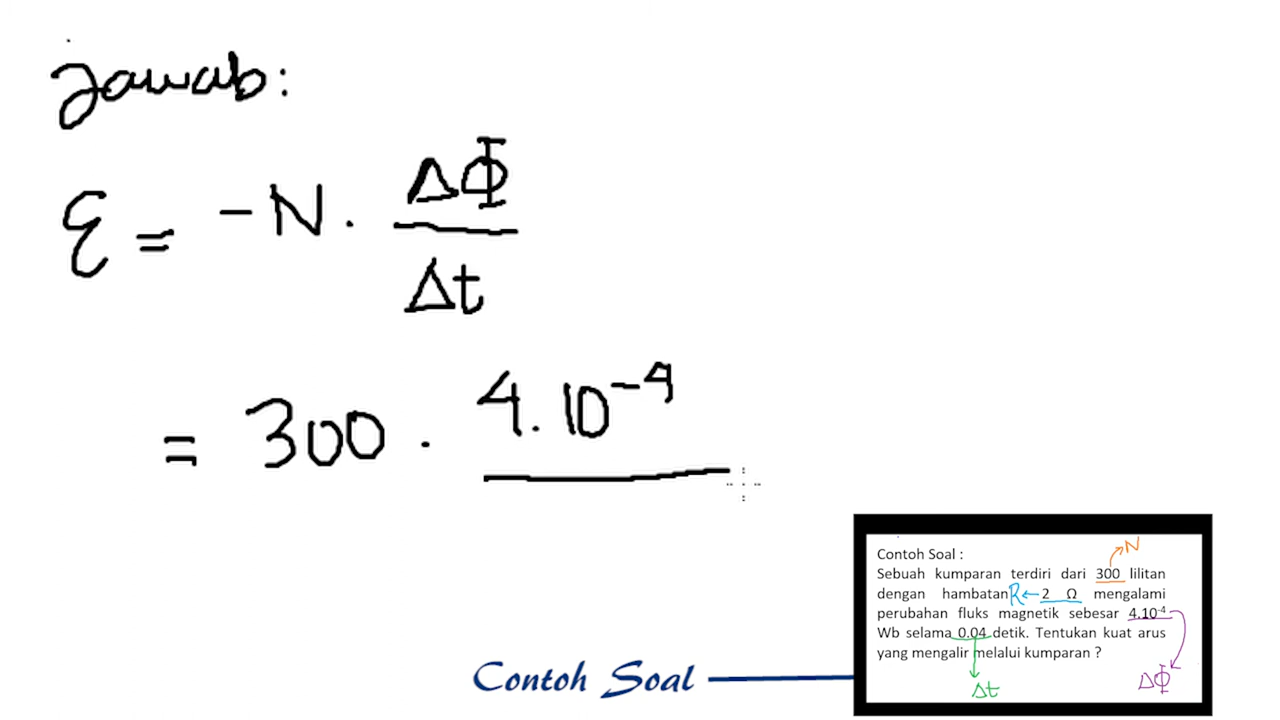 Jawab:
ε = -N . ΔΦ
Δt
= 300 . 4.10⁻⁴
Contoh Soal
Contoh Soal :
Sebuah kumparan terdiri dari 300 lilitan
dengan hambatan R ← 2 Ω mengalami
perubahan fluks magnetik sebesar 4.10⁻⁴
Wb selama 0.04 detik. Tentukan kuat arus
yang mengalir melalui kumparan ?
N
Δt
ΔΦ